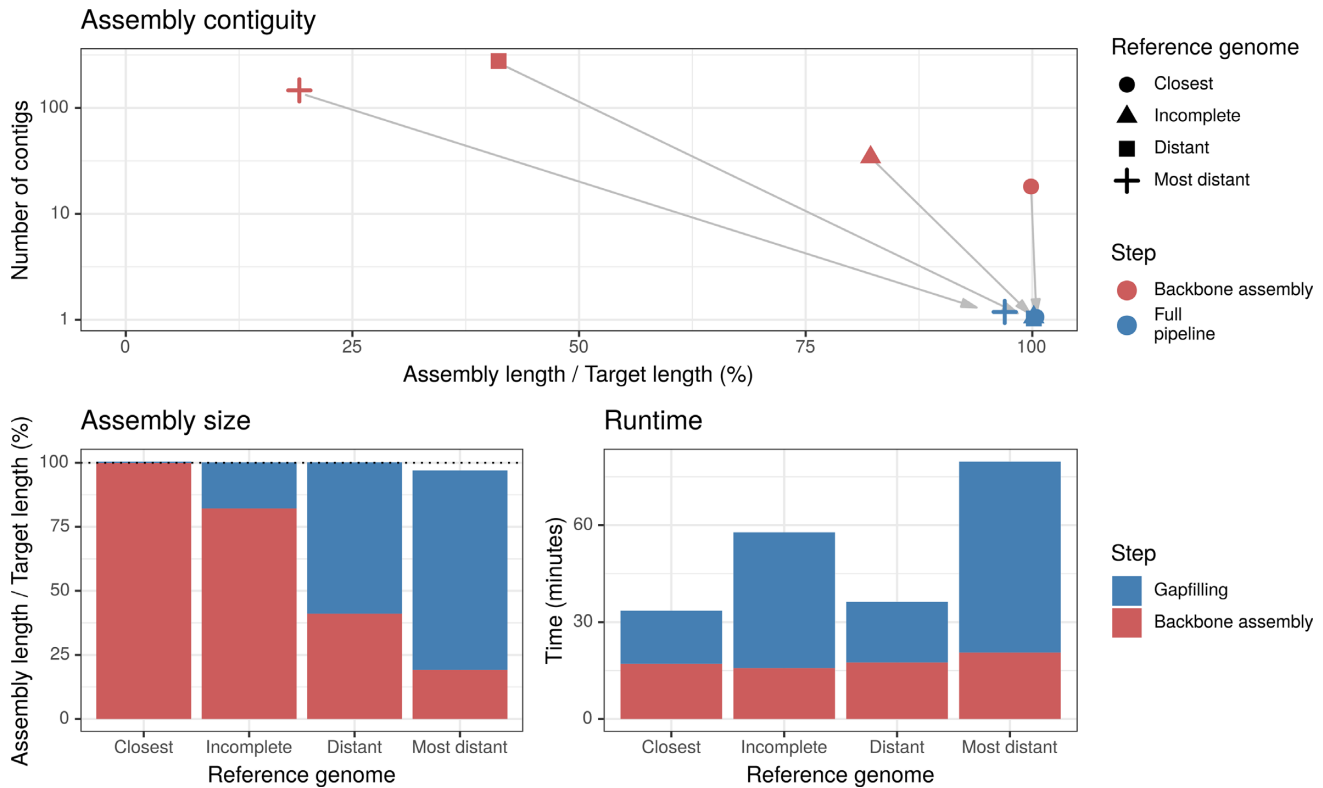 Assembly contiguity
Number of contigs
100
10
1
0
25
50
75
100
Assembly length / Target length (%)
Reference genome
Closest
Incomplete
Distant
Most distant
Step
Backbone assembly
Full
pipeline
Assembly size
Assembly length / Target length (%)
100
75
50
25
0
Closest
Incomplete
Distant
Most distant
Reference genome
Runtime
Time (minutes)
60
30
0
Closest
Incomplete
Distant
Most distant
Reference genome
Step
Gapfilling
Backbone assembly